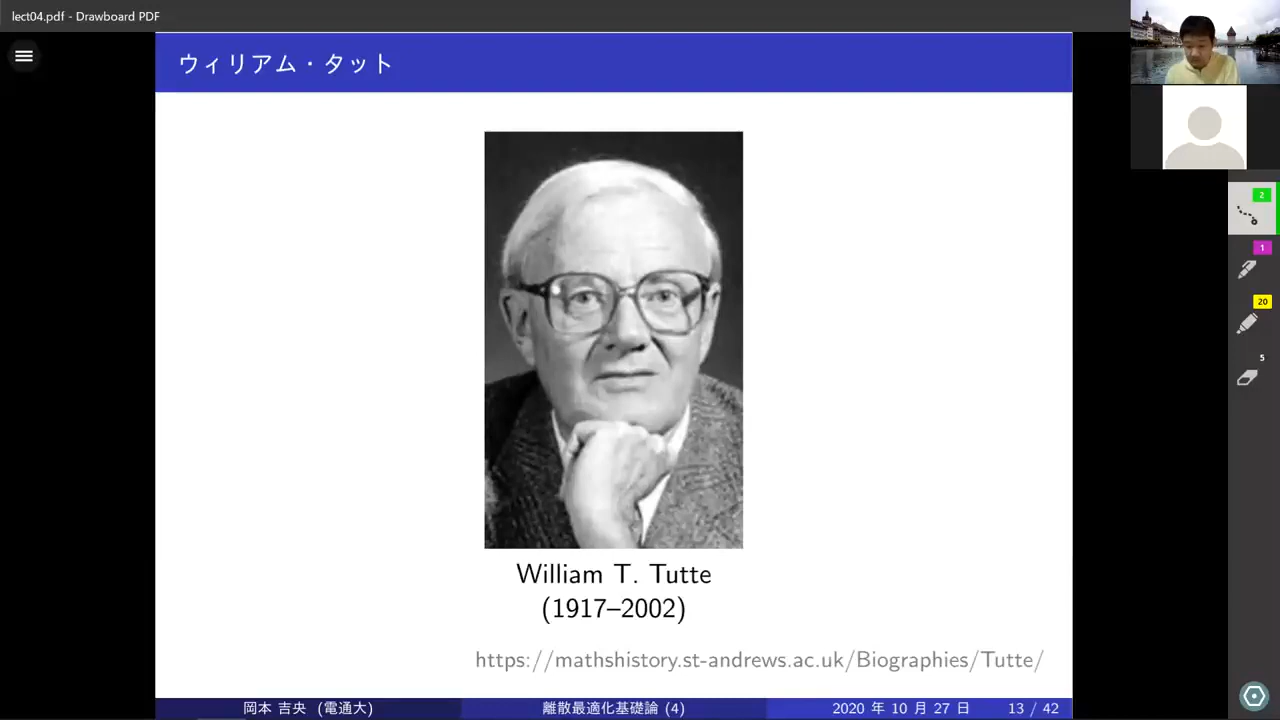 lect04.pdf - Drawboard PDF
ウィリアム・タット
2
1
20
5
William T. Tutte
(1917–2002)
https://mathshistory.st-andrews.ac.uk/Biographies/Tutte/
岡本 吉央 (電通大) 離散最適化基礎論 (4) 2020 年 10 月 27 日 13 / 42